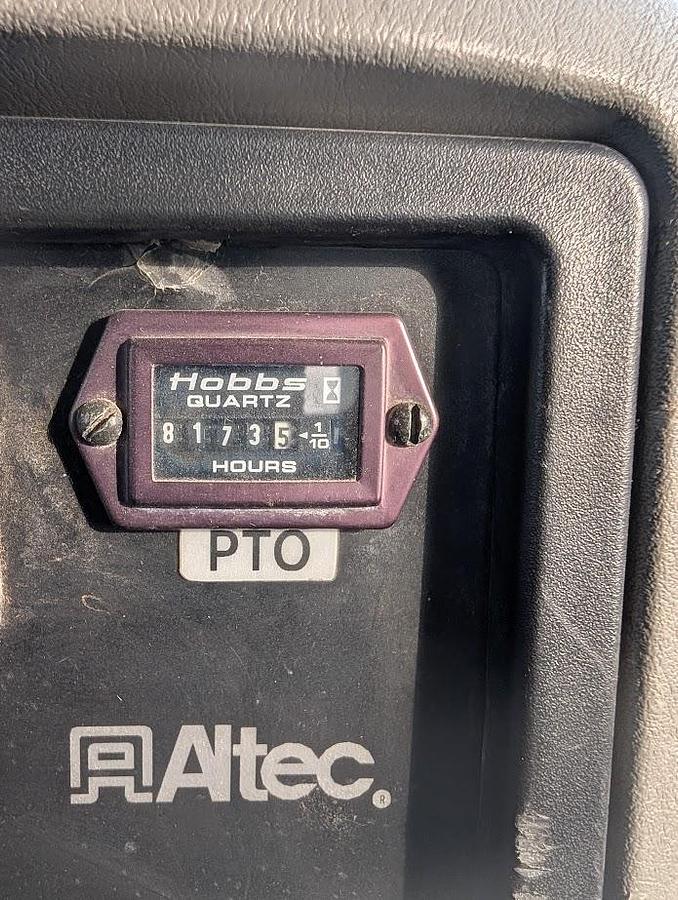 Hobbs
QUARTZ
81735 ◄1/10
HOURS
PTO
Altec®